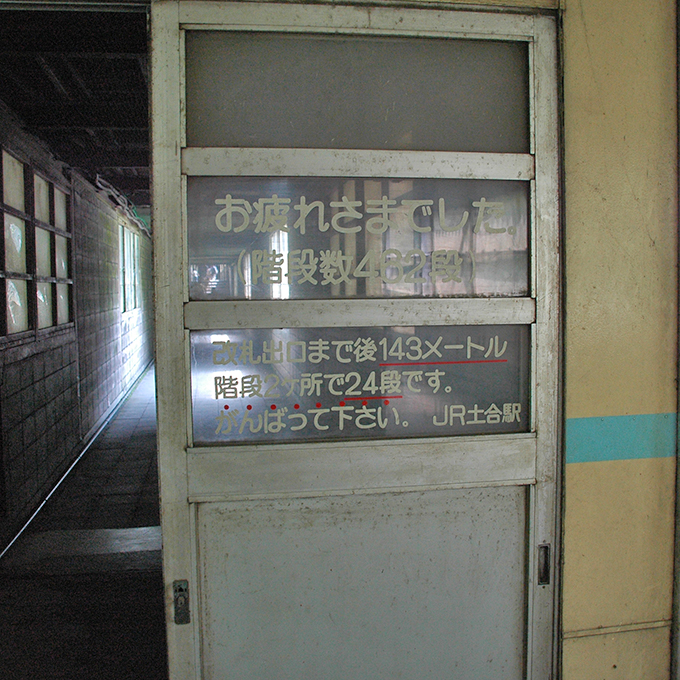 お疲れさまでした。
(階段数462段)
改札出口まで後143メートル
階段2ヶ所で24段です。
がんばって下さい。 JR土合駅